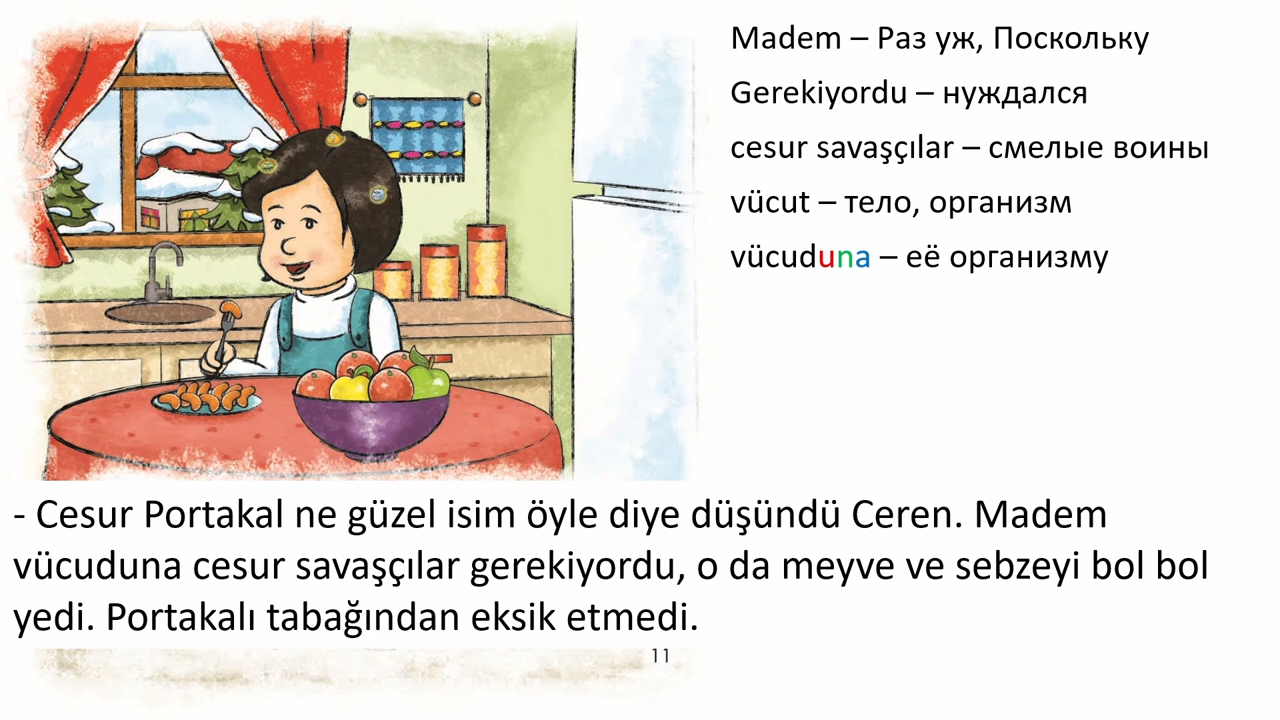 Madem – Раз уж, Поскольку
Gerekiyordu – нуждался
cesur savaşçılar – смелые воины
vücut – тело, организм
vücuduna – её организму
- Cesur Portakal ne güzel isim öyle diye düşündü Ceren. Madem
vücuduna cesur savaşçılar gerekiyordu, o da meyve ve sebzeyi bol bol
yedi. Portakalı tabağından eksik etmedi.
11